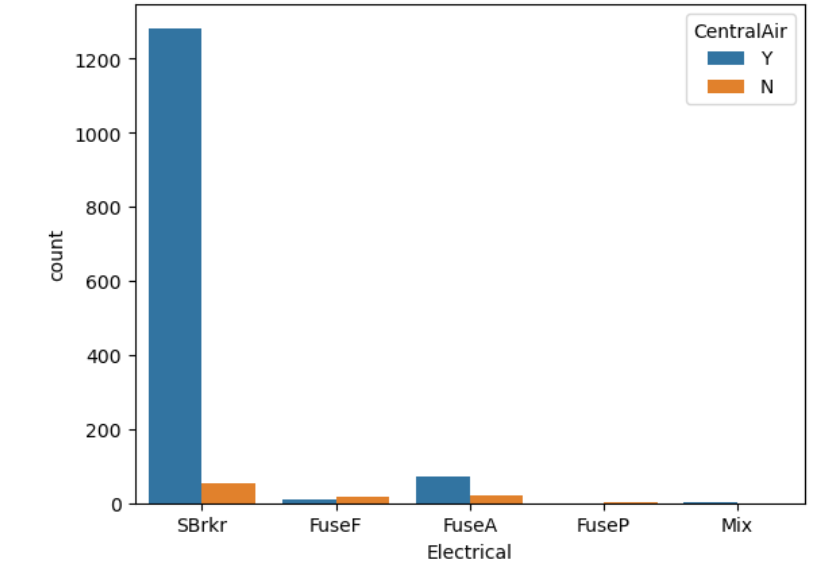 CentralAir
Y
N
1200
1000
800
600
400
200
0
count
SBrkr FuseF FuseA FuseP Mix
Electrical